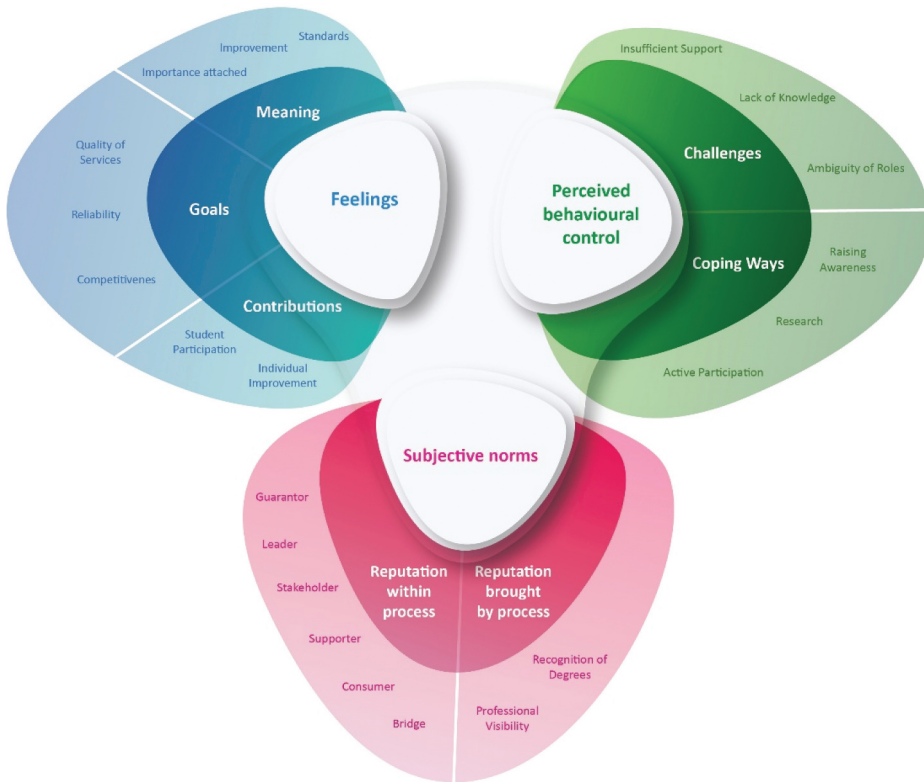 Standards
Improvement
Importance attached
Meaning
Quality of
Services
Goals
Reliability
Competitivenes
Contributions
Student
Participation
Individual
Improvement
Feelings
Insufficient Support
Lack of Knowledge
Challenges
Ambiguity of Roles
Perceived
behavioural
control
Coping Ways
Raising
Awareness
Research
Active Participation
Subjective norms
Guarantor
Leader
Stakeholder
Supporter
Consumer
Bridge
Reputation
within
process
Reputation
brought
by process
Recognition of
Degrees
Professional
Visibility